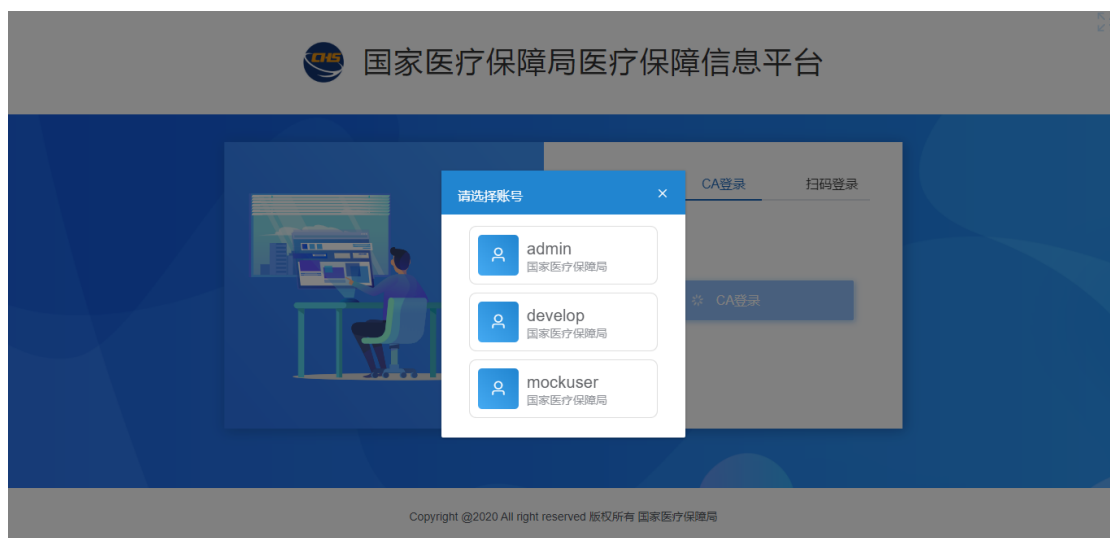 CHS 国家医疗保障局医疗保障信息平台
CA登录 扫码登录
请选择账号 ×
admin
国家医疗保障局
develop
国家医疗保障局
CA登录
mockuser
国家医疗保障局
Copyright @2020 All right reserved 版权所有 国家医疗保障局